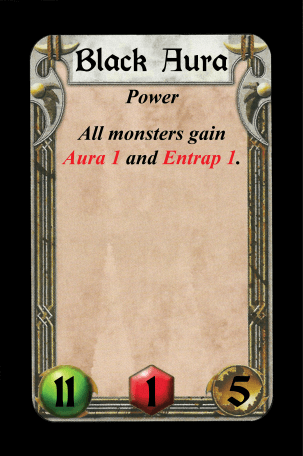 Black Aura
Power
All monsters gain
Aura 1 and Entrap 1.
11 1 5